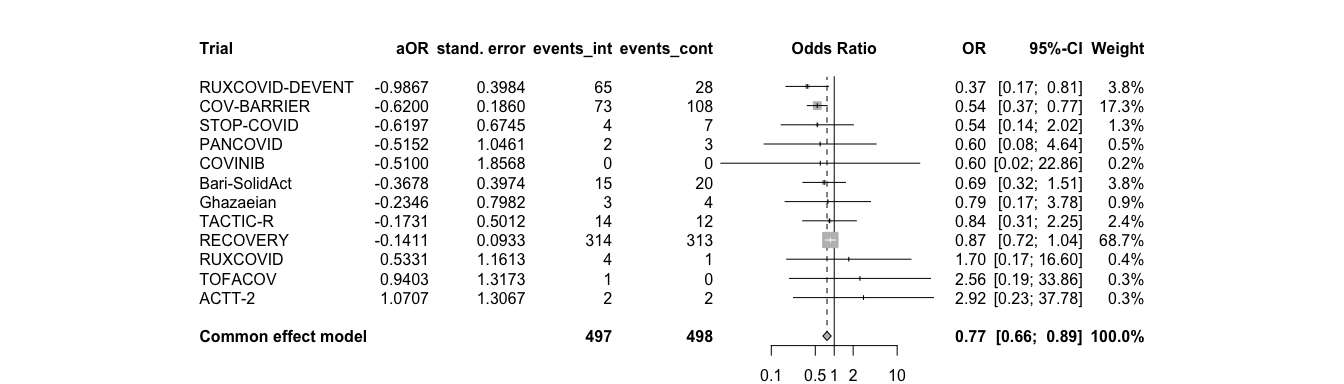 Trial aOR stand. error events_int events_cont Odds Ratio OR 95%-CI Weight
RUXCOVID-DEVENT -0.9867 0.3984 65 28 0.37 [0.17; 0.81] 3.8%
COV-BARRIER -0.6200 0.1860 73 108 0.54 [0.37; 0.77] 17.3%
STOP-COVID -0.6197 0.6745 4 7 0.54 [0.14; 2.02] 1.3%
PANCOVID -0.5152 1.0461 2 3 0.60 [0.08; 4.64] 0.5%
COVINIB -0.5100 1.8568 0 0 0.60 [0.02; 22.86] 0.2%
Bari-SolidAct -0.3678 0.3974 15 20 0.69 [0.32; 1.51] 3.8%
Ghazaeian -0.2346 0.7982 3 4 0.79 [0.17; 3.78] 0.9%
TACTIC-R -0.1731 0.5012 14 12 0.84 [0.31; 2.25] 2.4%
RECOVERY -0.1411 0.0933 314 313 0.87 [0.72; 1.04] 68.7%
RUXCOVID 0.5331 1.1613 4 1 1.70 [0.17; 16.60] 0.4%
TOFACOV 0.9403 1.3173 1 0 2.56 [0.19; 33.86] 0.3%
ACTT-2 1.0707 1.3067 2 2 2.92 [0.23; 37.78] 0.3%
Common effect model 497 498 0.77 [0.66; 0.89] 100.0%
0.1 0.5 1 2 10